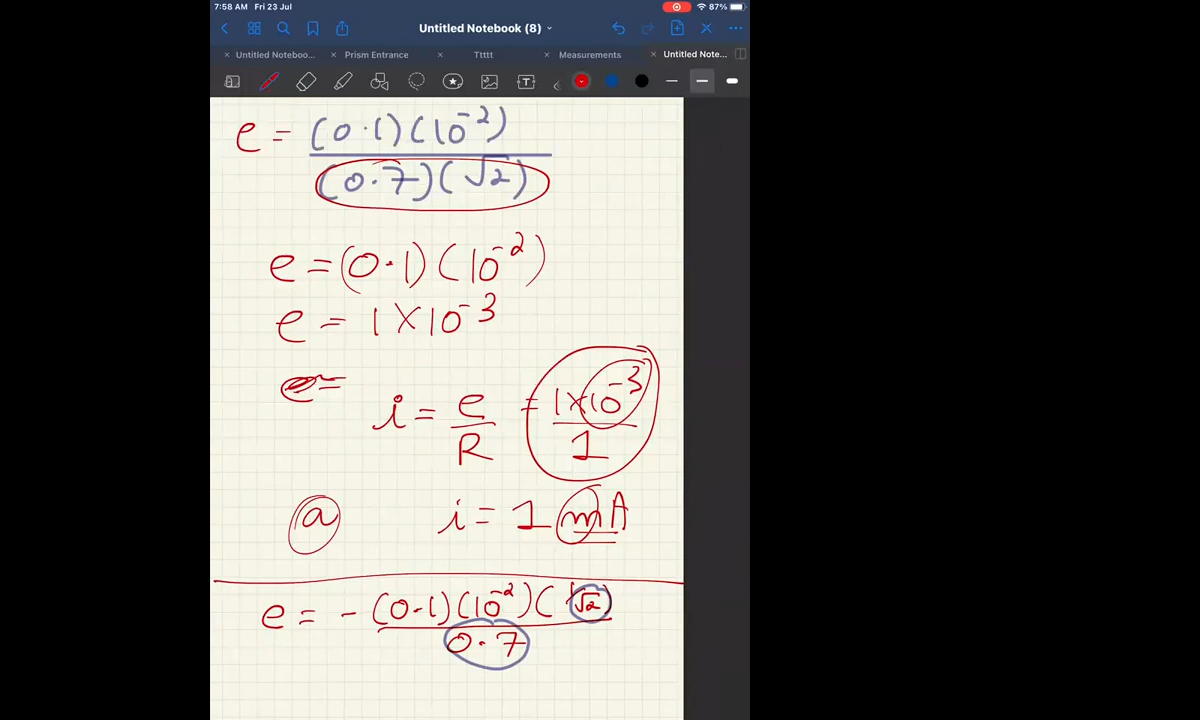 7:58 AM Fri 23 Jul 87%
Untitled Notebook (8)
Untitled Noteboo... Prism Entrance Ttttt Measurements Untitled Note...
e = (0.1)(10⁻²) / (0.7)(√2)
e = (0.1)(10⁻²)
e = 1 × 10⁻³
e =
i = e/R = 1×10⁻³ / 1
a i = 1 mA
e = - (0.1)(10⁻²)(1/√2) / 0.7